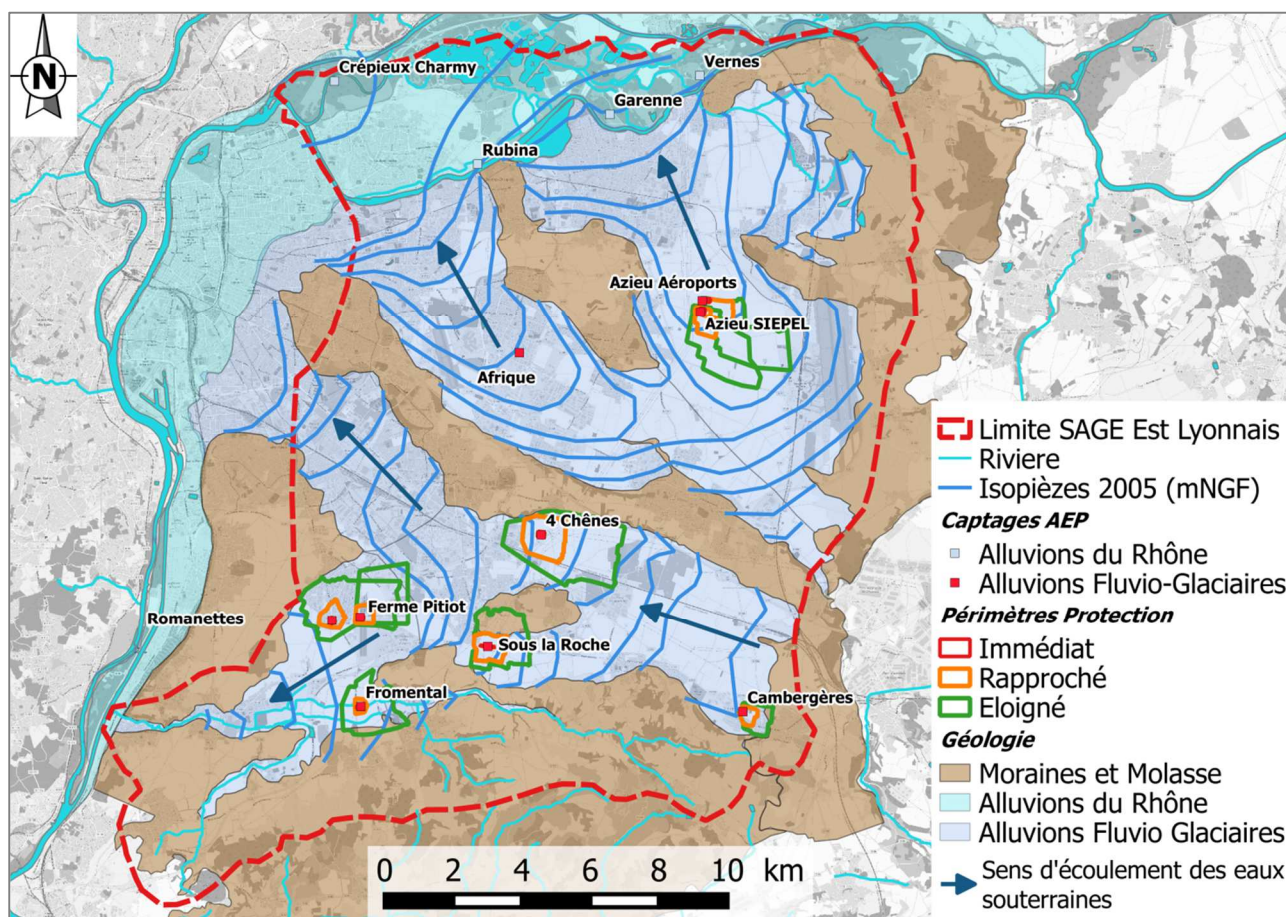 N
Crépieux Charmy
Vernes
Garenne
Rubina
Azieu Aéroports
Azieu SIEPEL
Afrique
4 Chênes
Romanettes
Ferme Pitiot
Sous la Roche
Fromental
Cambergères
Limite SAGE Est Lyonnais
Riviere
Isopièzes 2005 (mNGF)
Captages AEP
Alluvions du Rhône
Alluvions Fluvio-Glaciaires
Périmètres Protection
Immédiat
Rapproché
Eloigné
Géologie
Moraines et Molasse
Alluvions du Rhône
Alluvions Fluvio Glaciaires
Sens d'écoulement des eaux
souterraines
0 2 4 6 8 10 km